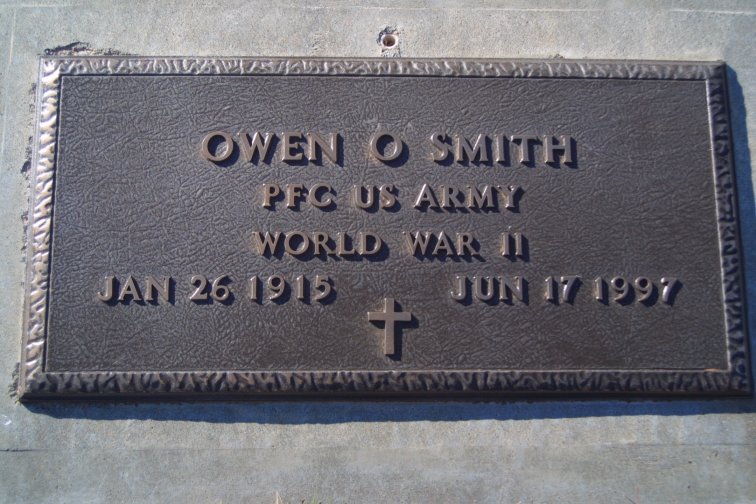 OWEN O SMITH
PFC US ARMY
WORLD WAR II
JAN 26 1915 JUN 17 1997